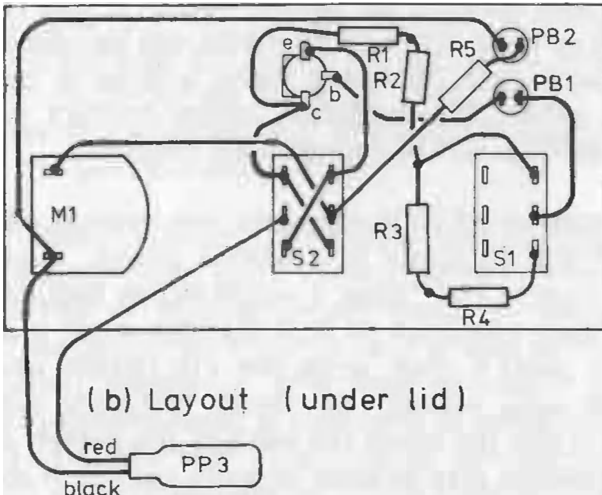 e
R1
R2
R5
PB2
PB1
b
c
M1
S2
R3
S1
R4
(b) Layout (under lid)
red
PP3
black